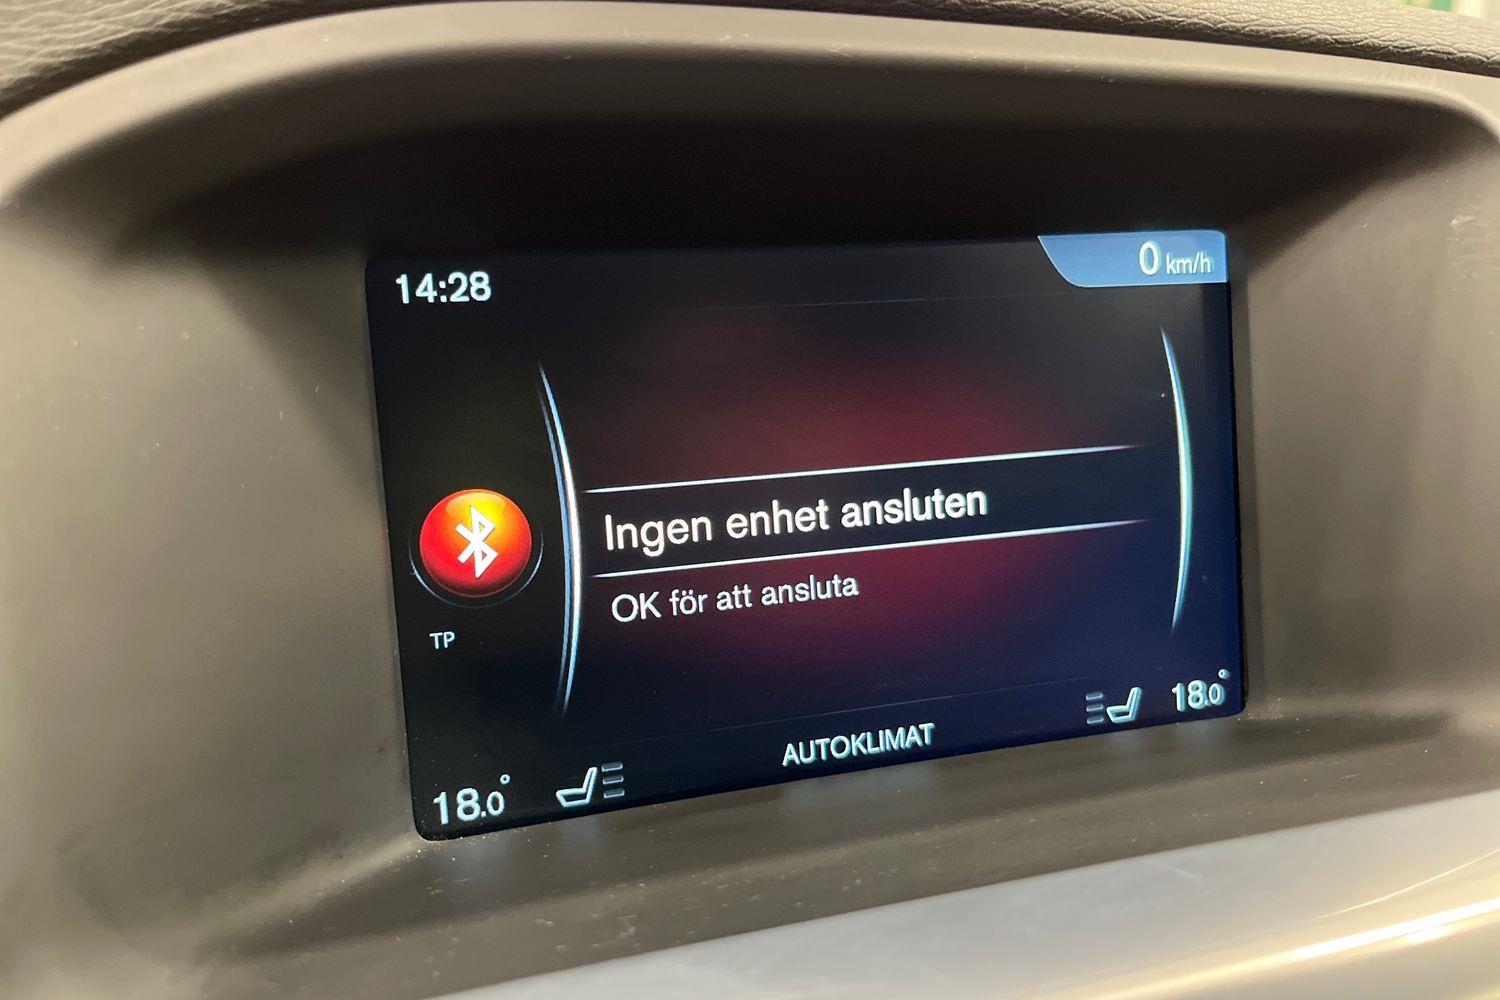 14:28
0 km/h
Ingen enhet ansluten
OK för att ansluta
TP
AUTOKLIMAT
18.0°
18.0°